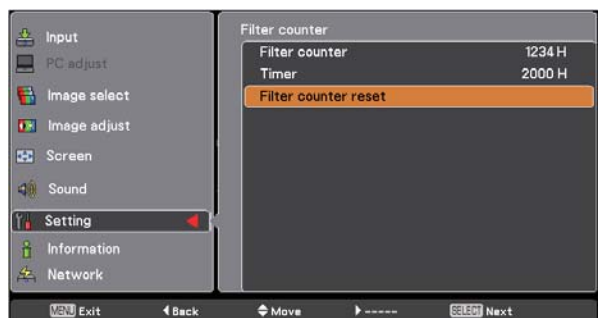 Input
PC adjust
Image select
Image adjust
Screen
Sound
Setting
Information
Network
Filter counter
Filter counter 1234 H
Timer 2000 H
Filter counter reset
MENU Exit Back Move ----- SELECT Next